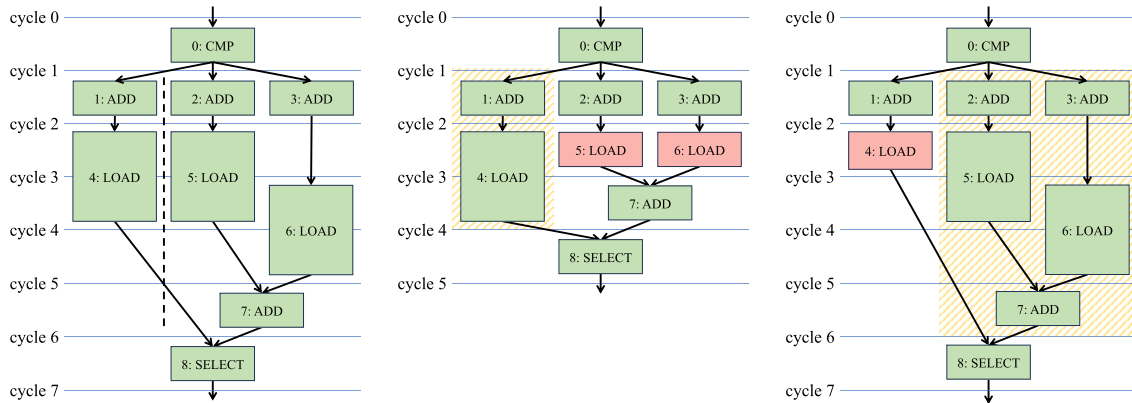 cycle 0
0: CMP
cycle 1
1: ADD
2: ADD
3: ADD
cycle 2
4: LOAD
5: LOAD
cycle 3
6: LOAD
cycle 4
cycle 5
7: ADD
cycle 6
8: SELECT
cycle 7
cycle 0
0: CMP
cycle 1
1: ADD
2: ADD
3: ADD
cycle 2
5: LOAD
6: LOAD
4: LOAD
cycle 3
7: ADD
cycle 4
8: SELECT
cycle 5
cycle 0
0: CMP
cycle 1
1: ADD
2: ADD
3: ADD
cycle 2
4: LOAD
5: LOAD
cycle 3
6: LOAD
cycle 4
cycle 5
7: ADD
cycle 6
8: SELECT
cycle 7